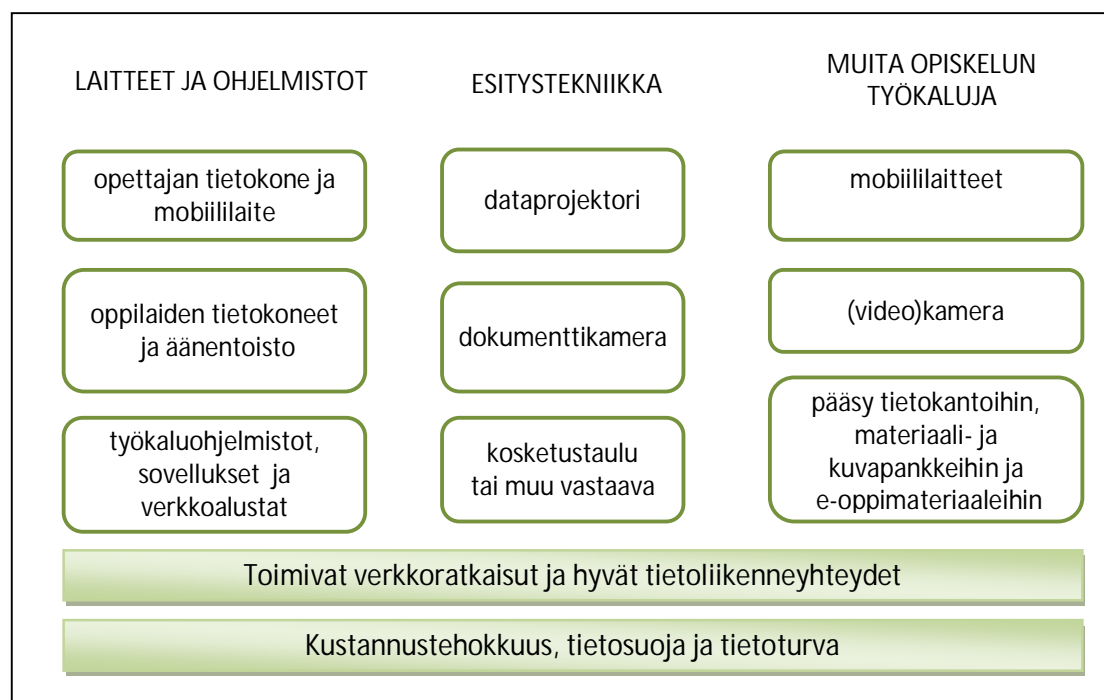 LAITTEET JA OHJELMISTOT
opettajan tietokone ja
mobiililaite
oppilaiden tietokoneet
ja äänentoisto
työkaluohjelmistot,
sovellukset ja
verkkoalustat
ESITYSTEKNIIKKA
dataprojektori
dokumenttikamera
kosketustaulu
tai muu vastaava
MUITA OPISKELUN
TYÖKALUJA
mobiililaitteet
(video)kamera
pääsy tietokantoihin,
materiaali- ja
kuvapankkeihin ja
e-oppimateriaaleihin
Toimivat verkkoratkaisut ja hyvät tietoliikenneyhteydet
Kustannustehokkuus, tietosuoja ja tietoturva